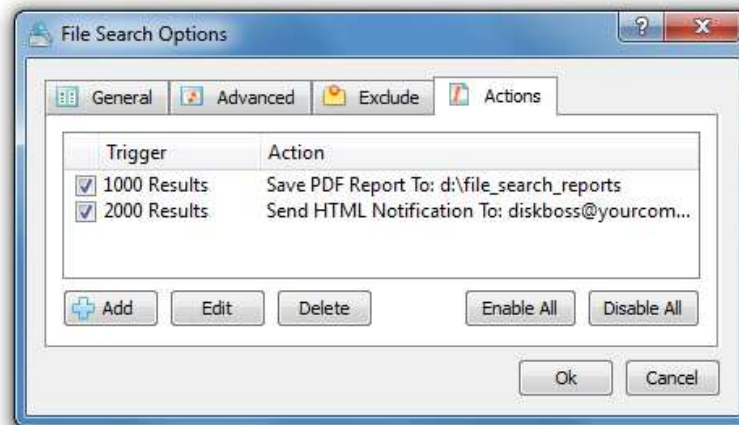 File Search Options
? X
General Advanced Exclude Actions
Trigger Action
1000 Results Save PDF Report To: d:\file_search_reports
2000 Results Send HTML Notification To: diskboss@yourcom...
Add Edit Delete Enable All Disable All
Ok Cancel